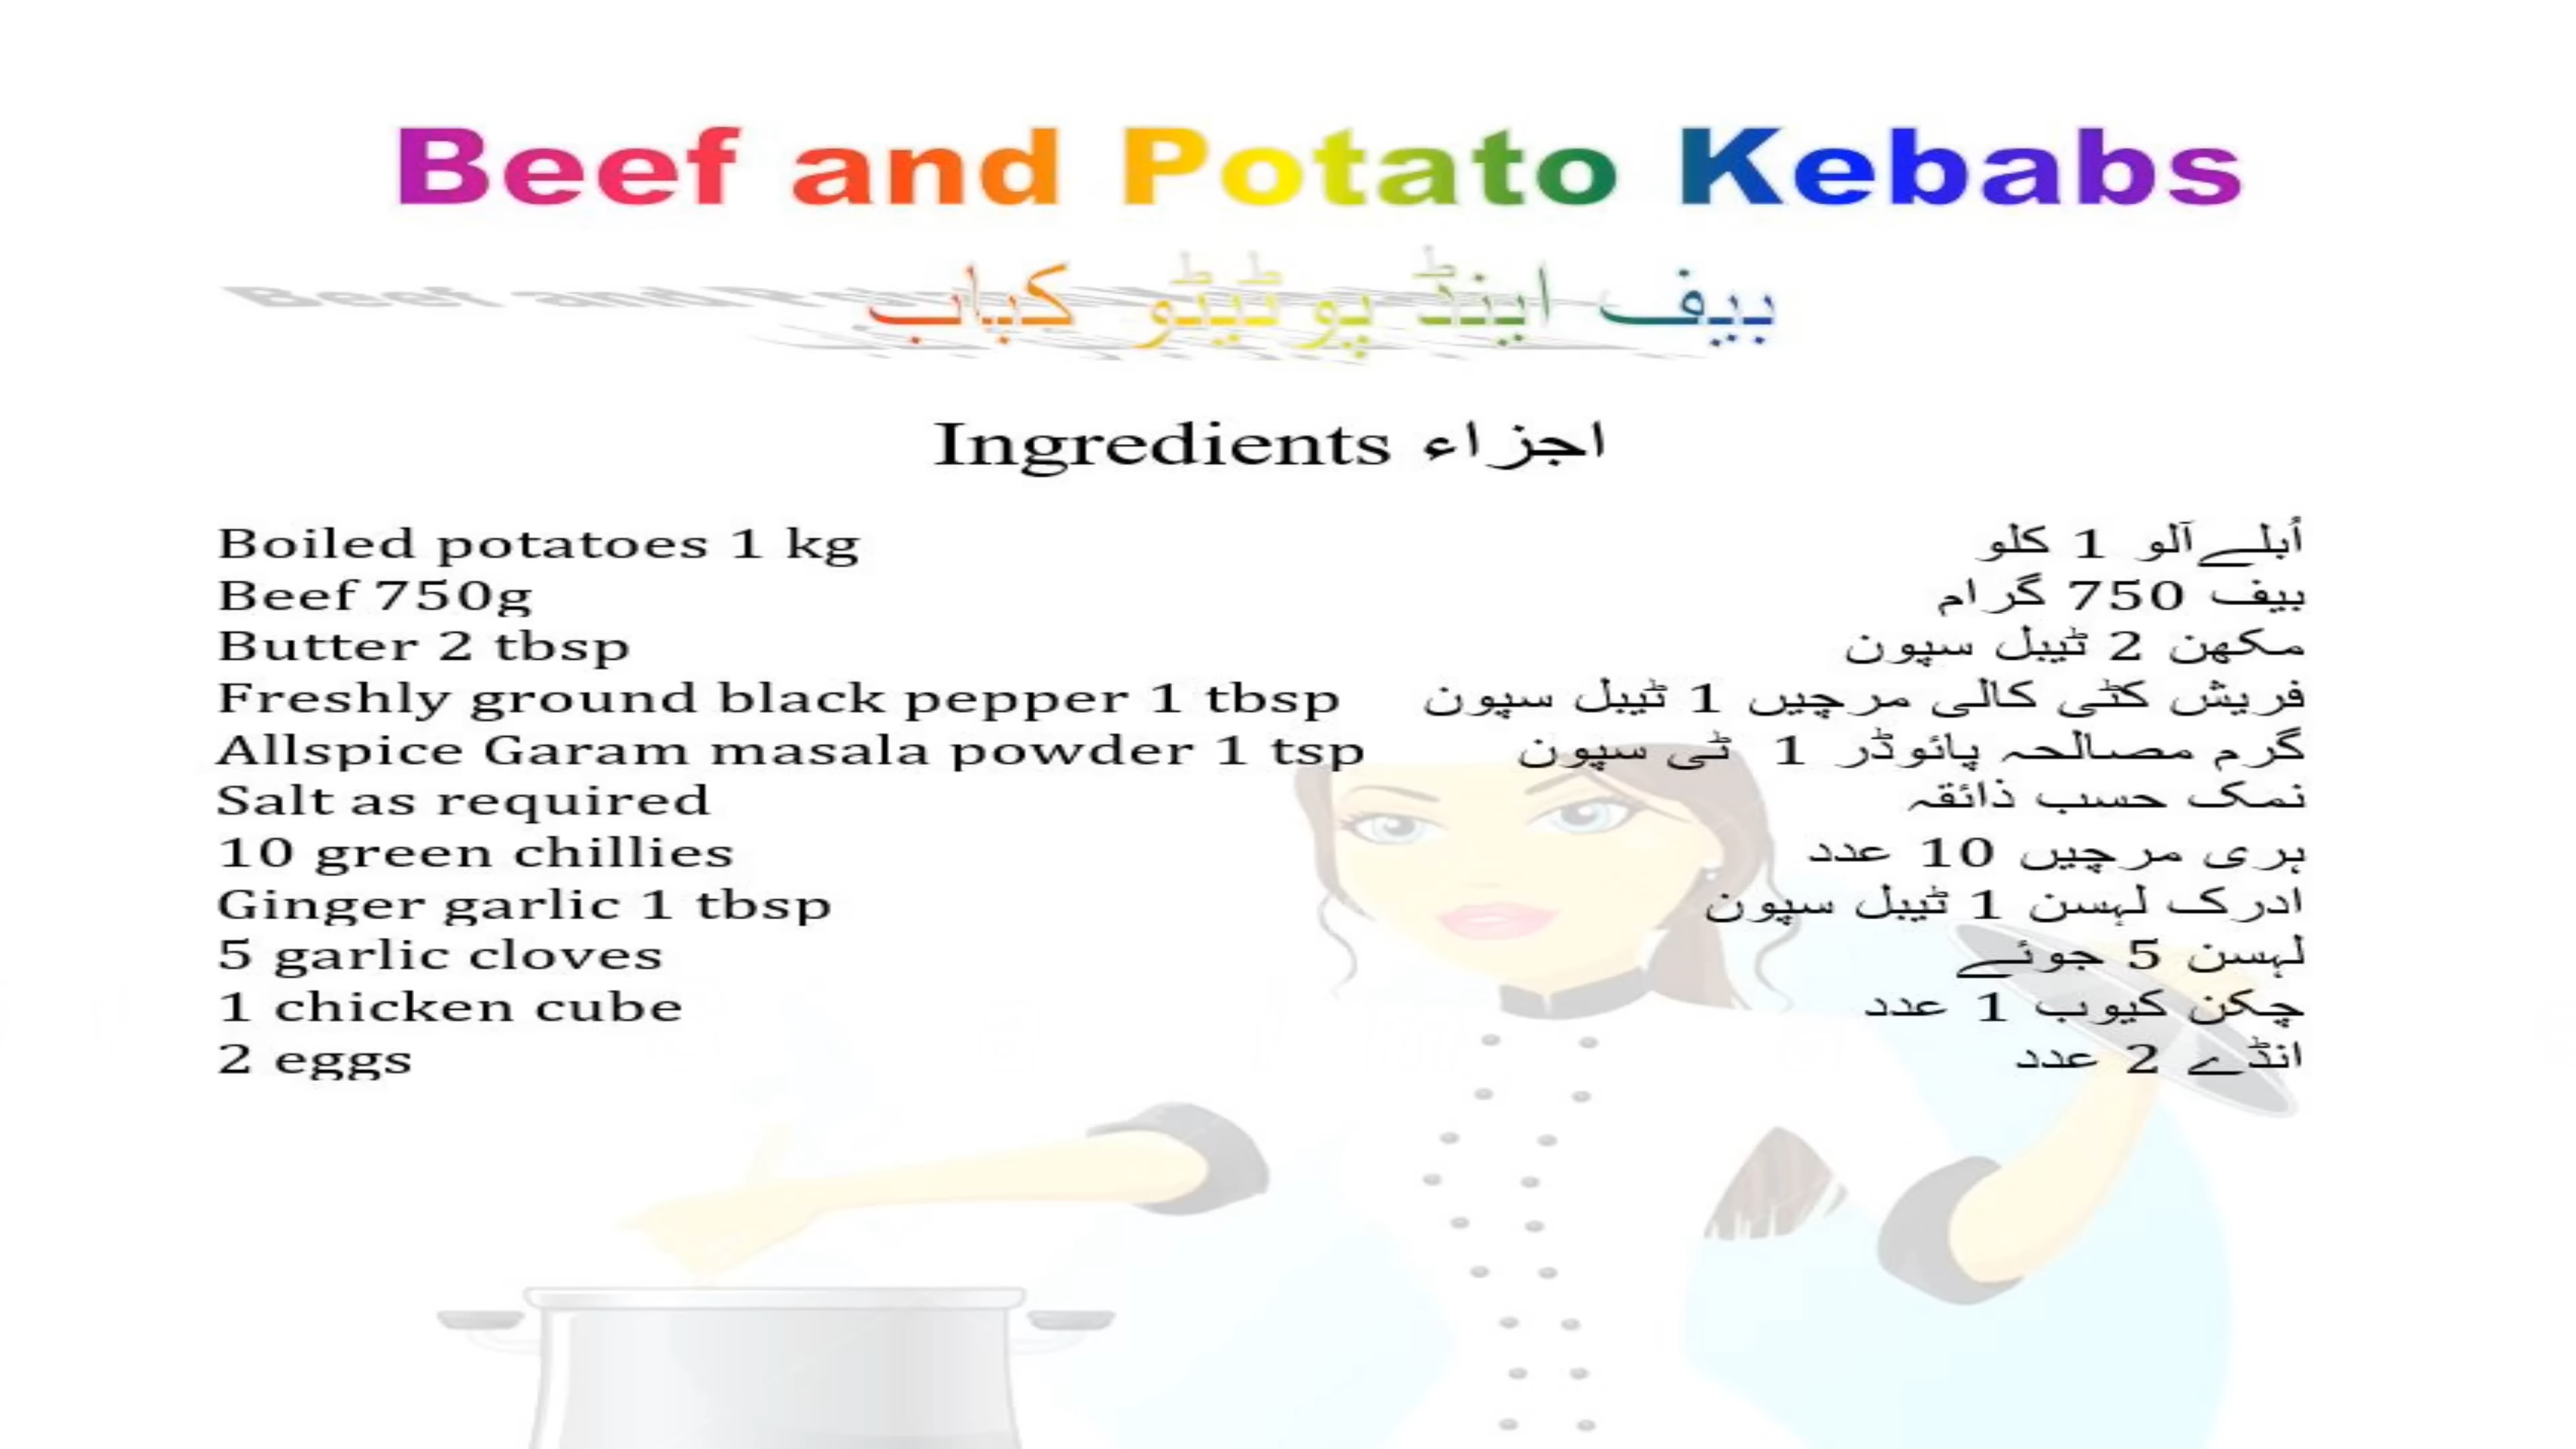 Beef and Potato Kebabs
بیف اینڈ پوٹیٹو کباب
Ingredients اجزاء
Boiled potatoes 1 kg اُبلے آلو 1 کلو
Beef 750g بیف 750 گرام
Butter 2 tbsp مکھن 2 ٹیبل سپون
Freshly ground black pepper 1 tbsp فریش کٹی کالی مرچیں 1 ٹیبل سپون
Allspice Garam masala powder 1 tsp گرم مصالحہ پائوڈر 1 ٹی سپون
Salt as required نمک حسب ذائقہ
10 green chillies ہری مرچیں 10 عدد
Ginger garlic 1 tbsp ادرک لہسن 1 ٹیبل سپون
5 garlic cloves لہسن 5 جوئے
1 chicken cube چکن کیوب 1 عدد
2 eggs انڈے 2 عدد